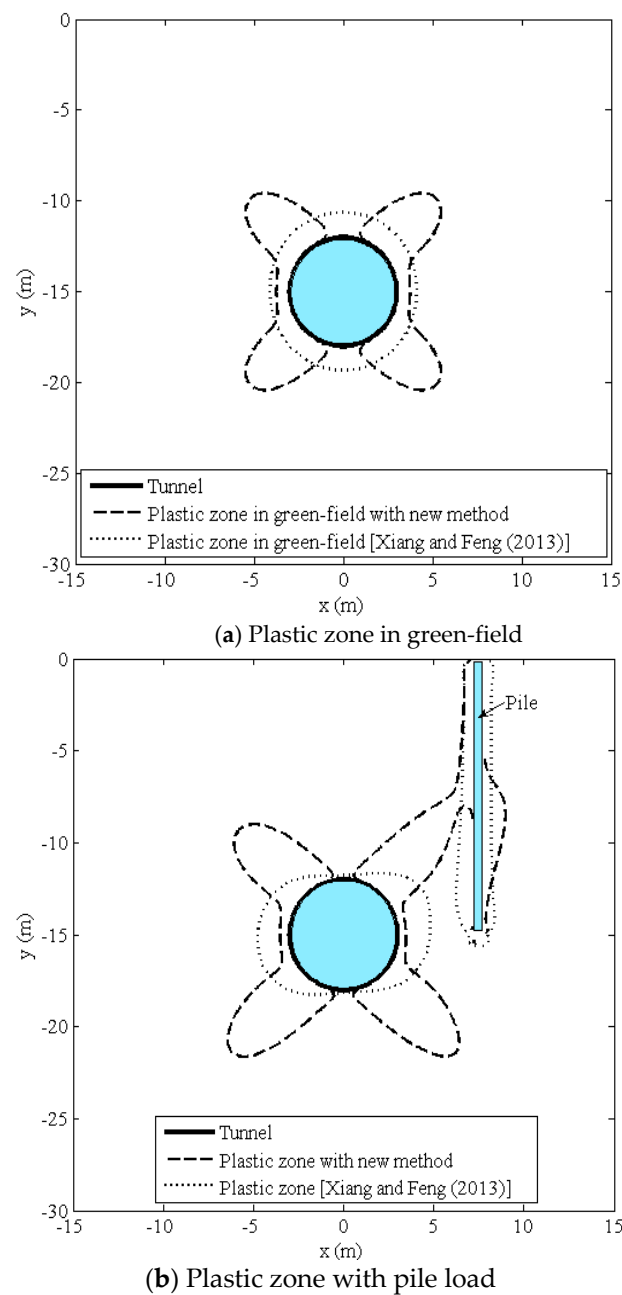 0
-5
-10
-15
-20
-25
-30
y (m)
Tunnel
Plastic zone in green-field with new method
Plastic zone in green-field [Xiang and Feng (2013)]
-15 -10 -5 0 5 10 15
x (m)
(a) Plastic zone in green-field
0
Pile
-5
-10
-15
-20
-25
-30
y (m)
Tunnel
Plastic zone with new method
Plastic zone [Xiang and Feng (2013)]
-15 -10 -5 0 5 10 15
x (m)
(b) Plastic zone with pile load